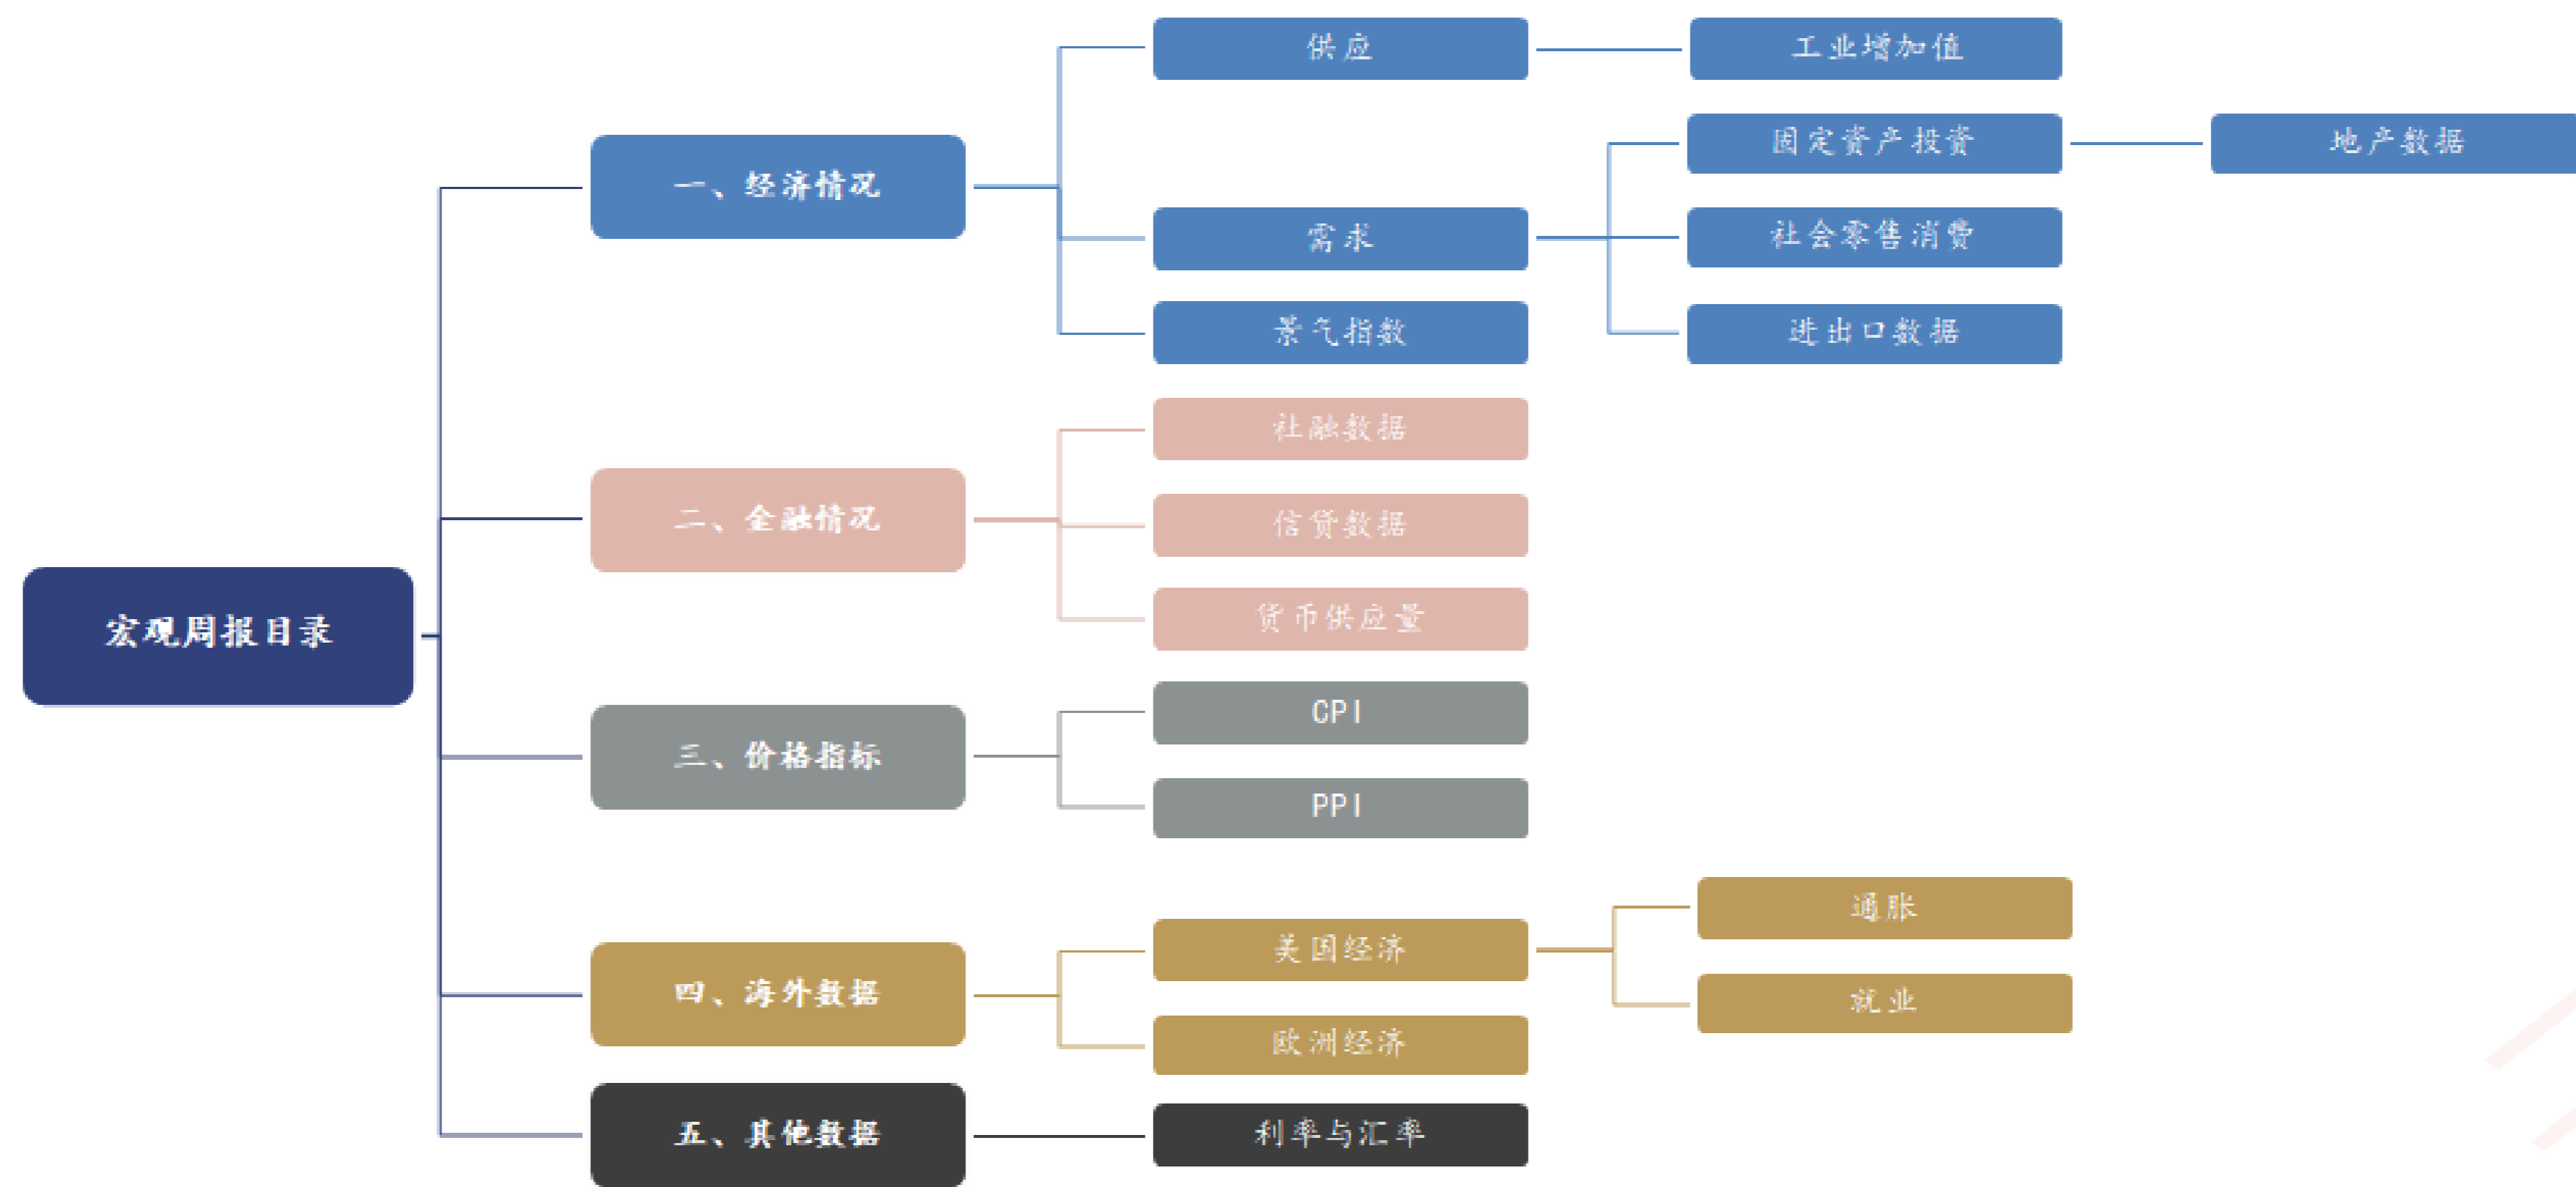 宏观周报目录
一、经济情况
供应
工业增加值
需求
固定资产投资
地产数据
社会零售消费
进出口数据
景气指数
二、金融情况
社融数据
信贷数据
货币供应量
三、价格指标
CPI
PPI
四、海外数据
美国经济
通胀
就业
欧洲经济
五、其他数据
利率与汇率